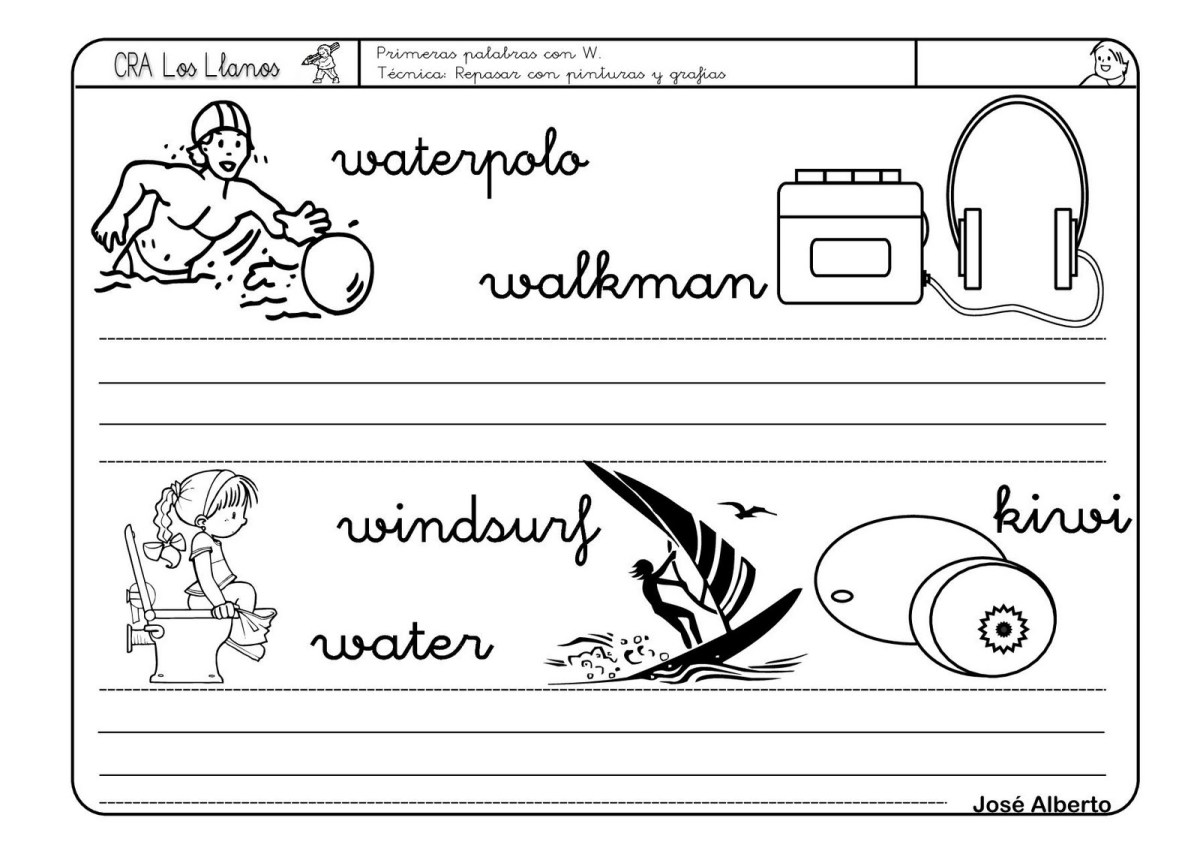 CRA Los Llanos
Primeras palabras con W.
Técnica: Repasar con pinturas y grafías
waterpolo
walkman
windsurf
kiwi
water
José Alberto